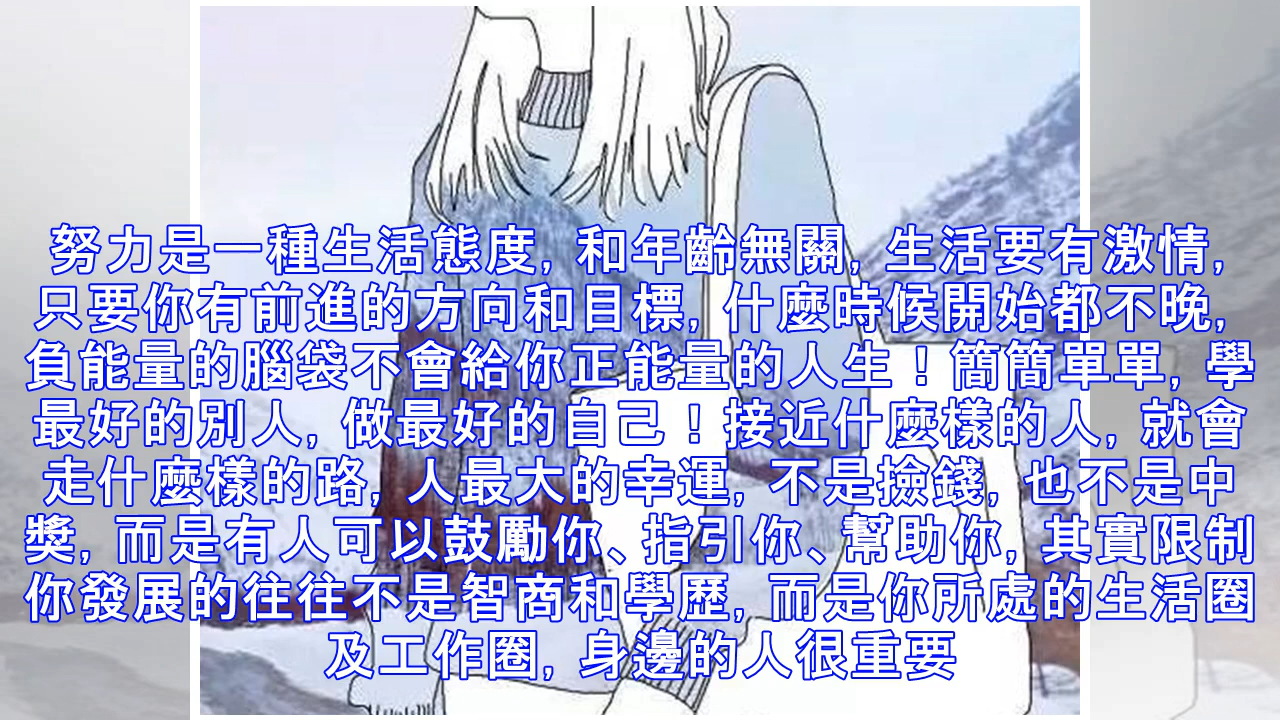 努力是一種生活態度, 和年齡無關, 生活要有激情,
只要你有前進的方向和目標, 什麼時候開始都不晚,
負能量的腦袋不會給你正能量的人生！簡簡單單, 學
最好的別人, 做最好的自己！接近什麼樣的人, 就會
走什麼樣的路, 人最大的幸運, 不是撿錢, 也不是中
獎, 而是有人可以鼓勵你、指引你、幫助你, 其實限制
你發展的往往不是智商和學歷, 而是你所處的生活圈
及工作圈, 身邊的人很重要